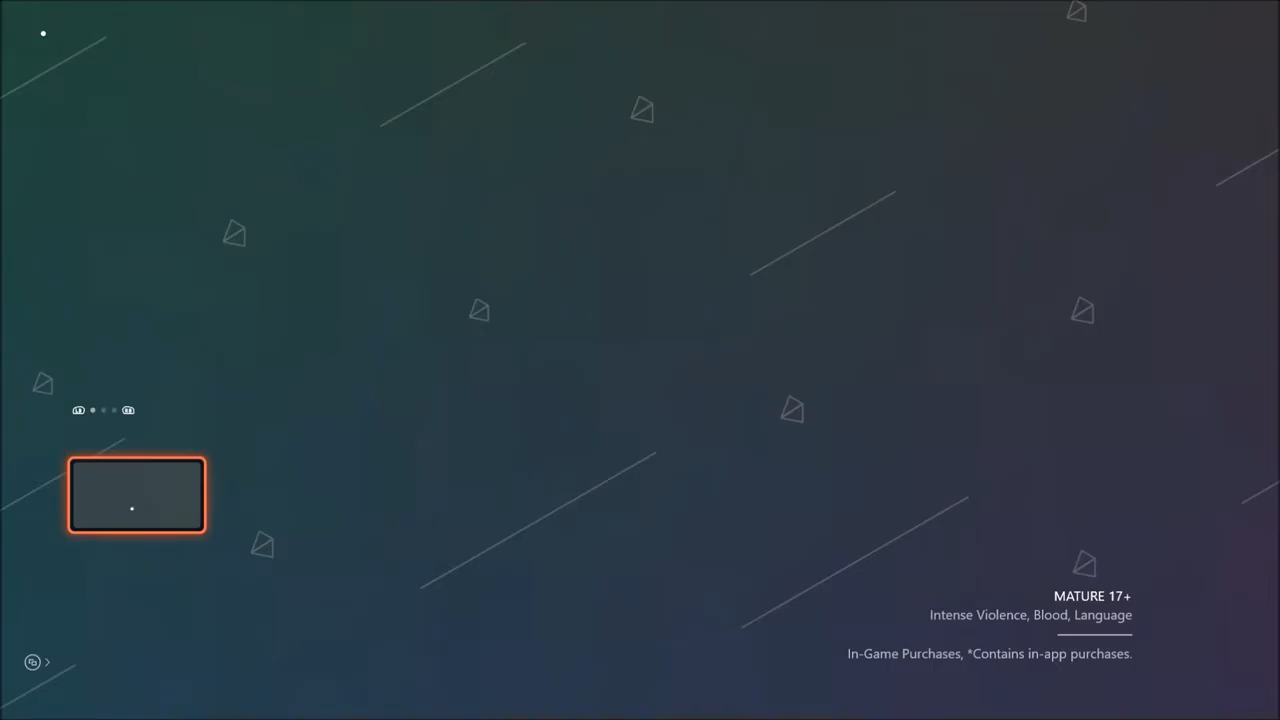 MATURE 17+
Intense Violence, Blood, Language
In-Game Purchases, *Contains in-app purchases.